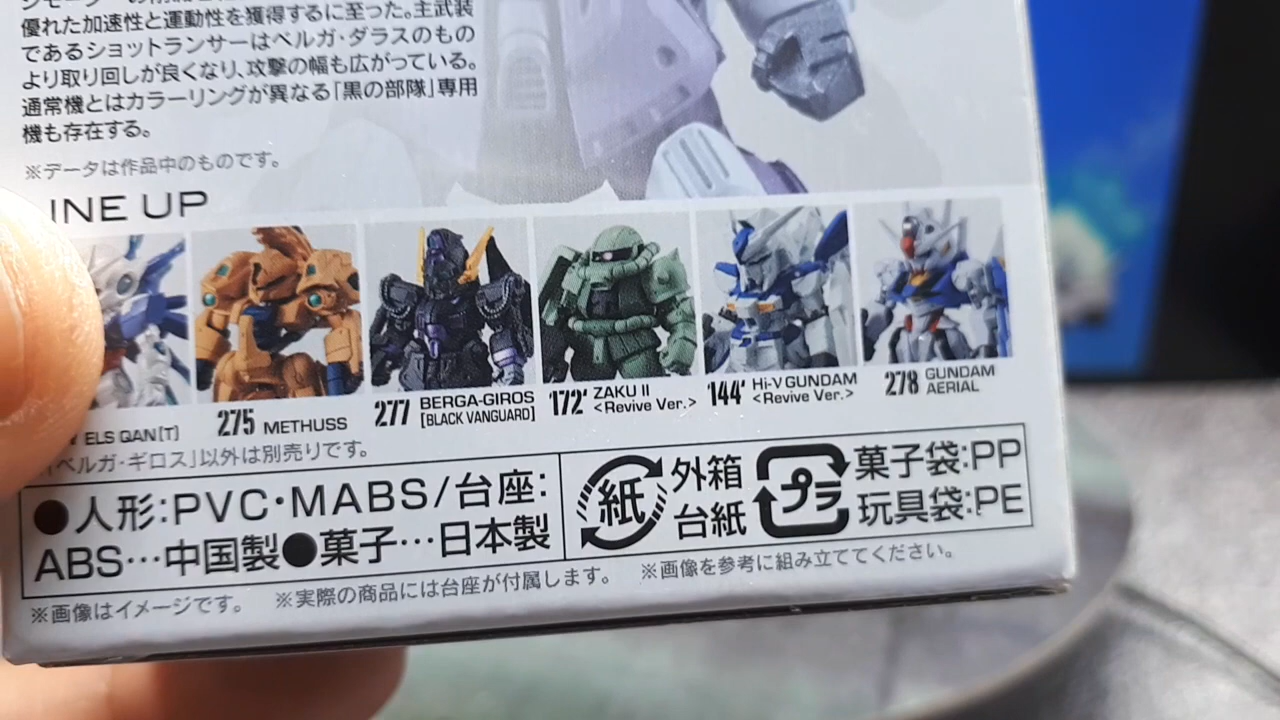 優れた加速性と運動性を獲得するに至った。主武装
であるショットランサーはベルガ・ダラスのもの
より取り回しが良くなり、攻撃の幅も広がっている。
通常機とはカラーリングが異なる「黒の部隊」専用
機も存在する。
※データは作品中のものです。
INE UP
ELS QAN[T]
275 METHUSS
277 BERGA-GIROS [BLACK VANGUARD]
172' ZAKU II <Revive Ver.>
144' Hi-V GUNDAM <Revive Ver.>
278 GUNDAM AERIAL
「ベルガ・ギロス」以外は別売りです。
●人形:PVC・MABS/台座:
ABS…中国製●菓子…日本製
紙 外箱 台紙
プラ 菓子袋:PP 玩具袋:PE
※画像はイメージです。 ※実際の商品には台座が付属します。 ※画像を参考に組み立ててください。